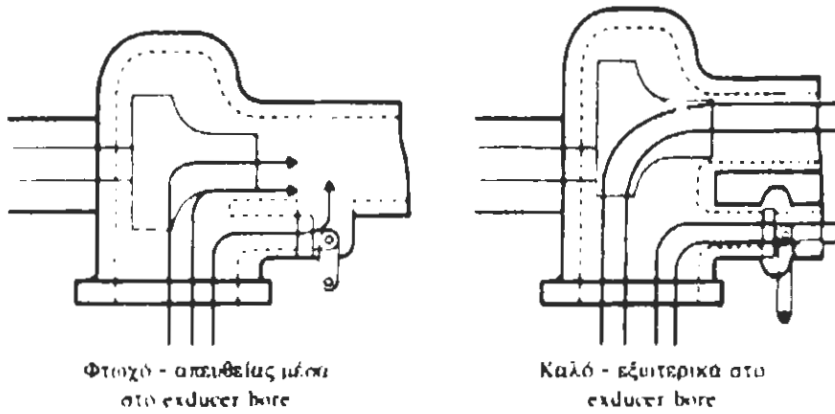 Φτωχό - απευθείας μέσα
στο exducer bore
Καλό - εξωτερικά στο
exducer bore